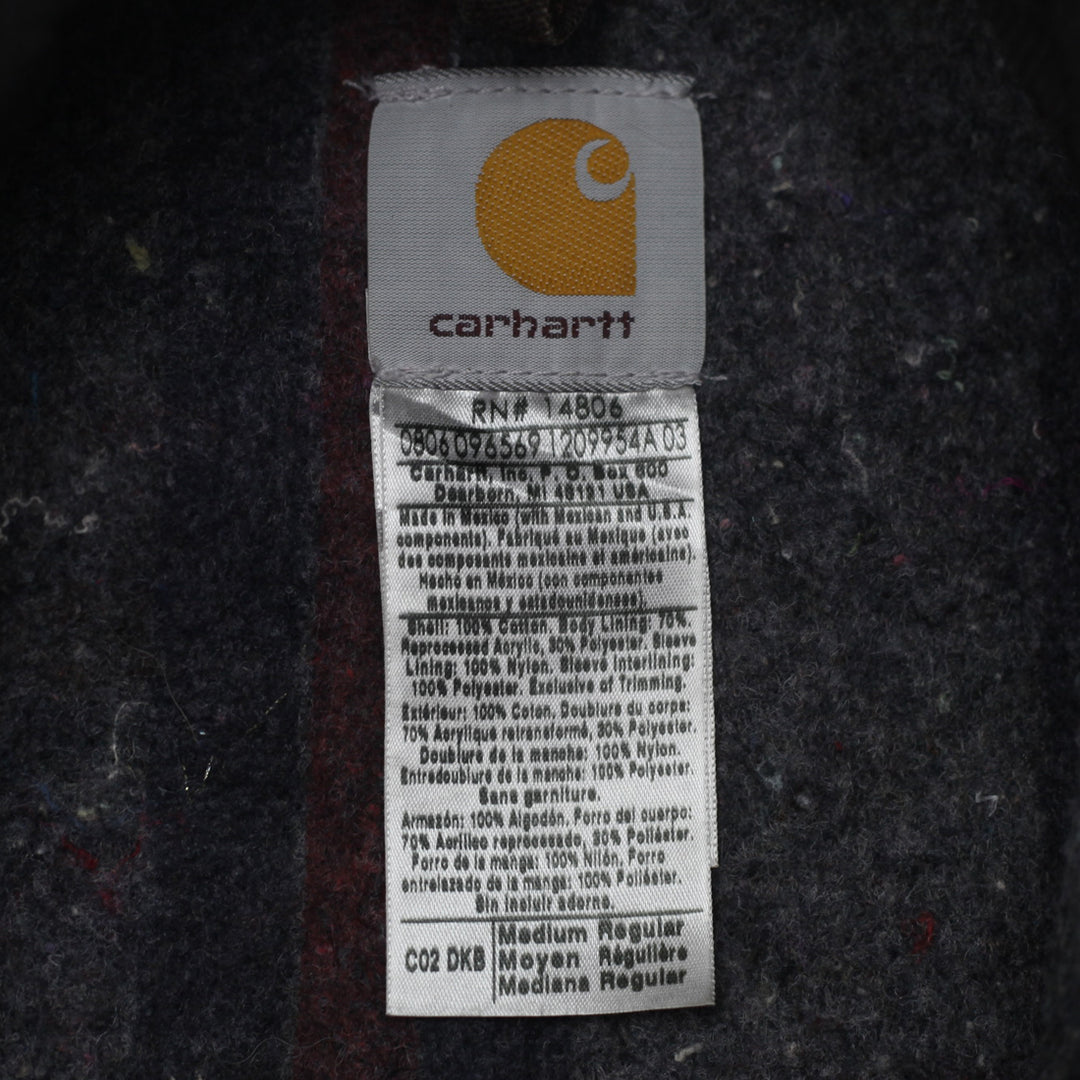 carhartt
RN# 14806
0806 096569 1209954A 03
Carhartt, Inc, P. O. Box 600
Dearborn, MI 48121 USA
Made in Mexico (with Mexican and U.S.A
components). Fabriqué au Mexique (avec
des composants mexicains et américains).
Hecho en México (con componentes
mexicanos y estadounidenses).
Shell: 100% Cotton. Body Lining: 70%
Reprocessed Acrylic, 30% Polyester. Sleeve
Lining: 100% Nylon. Sleeve Interlining:
100% Polyester. Exclusive of Trimming.
Extérieur: 100% Coton. Doublure du corps:
70% Acrylique retransformé, 30% Polyester.
Doublure de la manche: 100% Nylon.
Entredoublure de la manche: 100% Polyester
Sans garniture.
Armazón: 100% Algodón. Forro del cuerpo:
70% Acrílico reprocesado, 30% Poliéster.
Forro de la manga: 100% Nilón. Forro
entrelazado de la manga: 100% Poliéster.
Sin incluir adorno.
C02 DKB
Medium Regular
Moyen Régulière
Mediana Regular